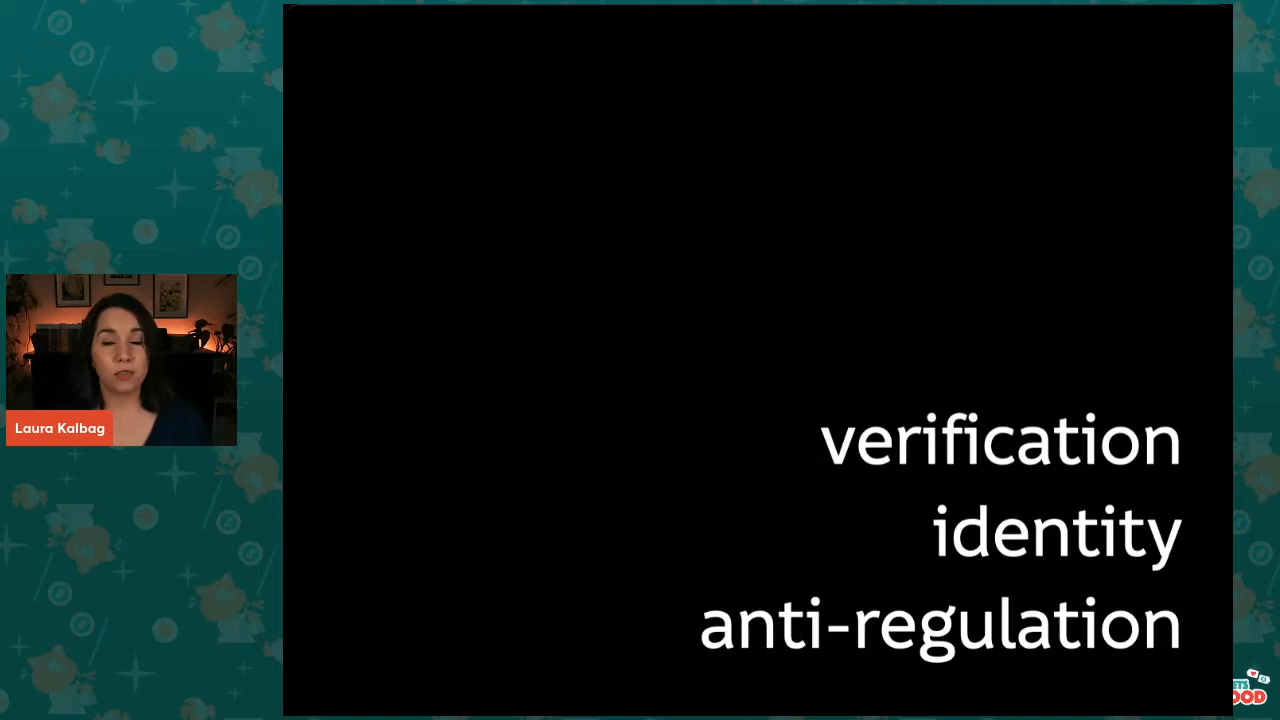 verification
identity
anti-regulation
Laura Kalbag